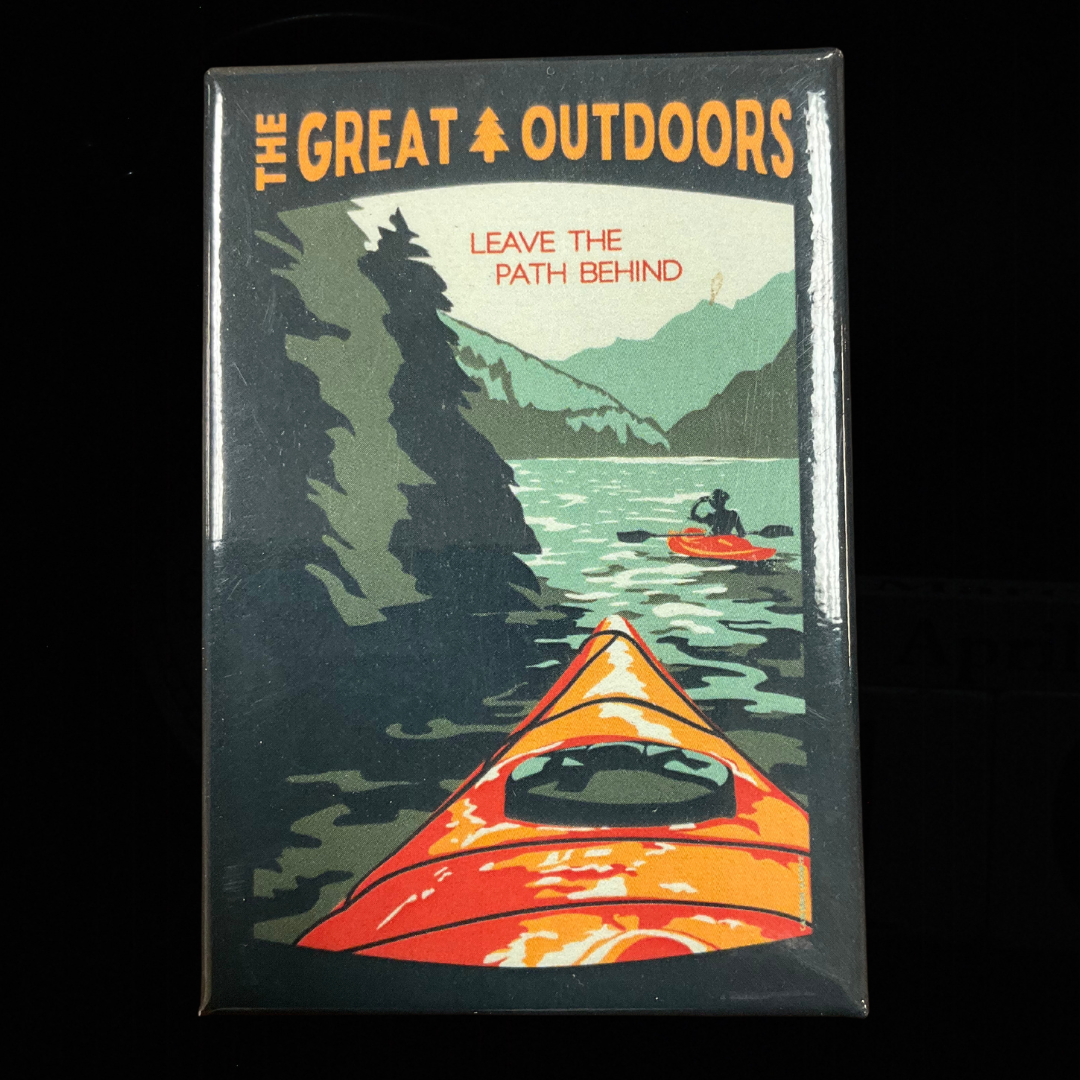 THE GREAT OUTDOORS
LEAVE THE
PATH BEHIND